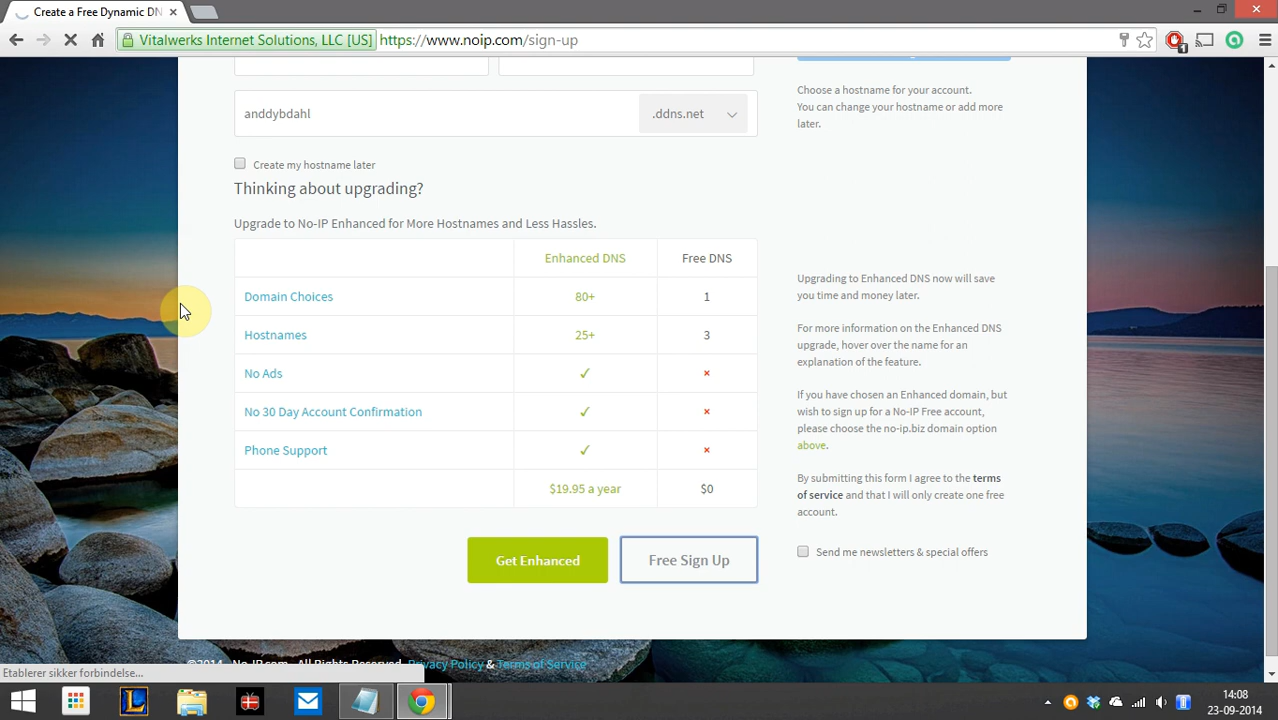 Create a Free Dynamic DN
Vitalwerks Internet Solutions, LLC [US]
https://www.noip.com/sign-up
1
anddybdahl
.ddns.net
Choose a hostname for your account.
You can change your hostname or add more
later.
Create my hostname later
Thinking about upgrading?
Upgrade to No-IP Enhanced for More Hostnames and Less Hassles.
Enhanced DNS Free DNS
Domain Choices 80+ 1
Hostnames 25+ 3
No Ads ✓ ×
No 30 Day Account Confirmation ✓ ×
Phone Support ✓ ×
$19.95 a year $0
Upgrading to Enhanced DNS now will save
you time and money later.
For more information on the Enhanced DNS
upgrade, hover over the name for an
explanation of the feature.
If you have chosen an Enhanced domain, but
wish to sign up for a No-IP Free account,
please choose the no-ip.biz domain option
above.
By submitting this form I agree to the terms
of service and that I will only create one free
account.
Send me newsletters & special offers
Get Enhanced
Free Sign Up
©2014 No-IP.com All Rights Reserved Privacy Policy & Terms of Service
Etablerer sikker forbindelse...
14:08
23-09-2014